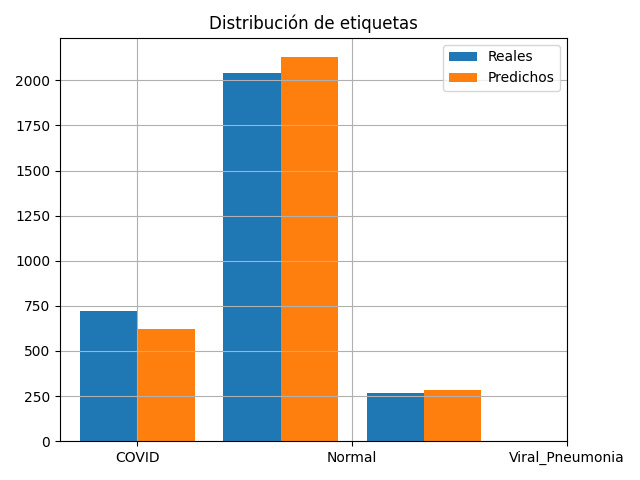 Distribución de etiquetas
Reales
Predichos
2000
1750
1500
1250
1000
750
500
250
0
COVID
Normal
Viral_Pneumonia